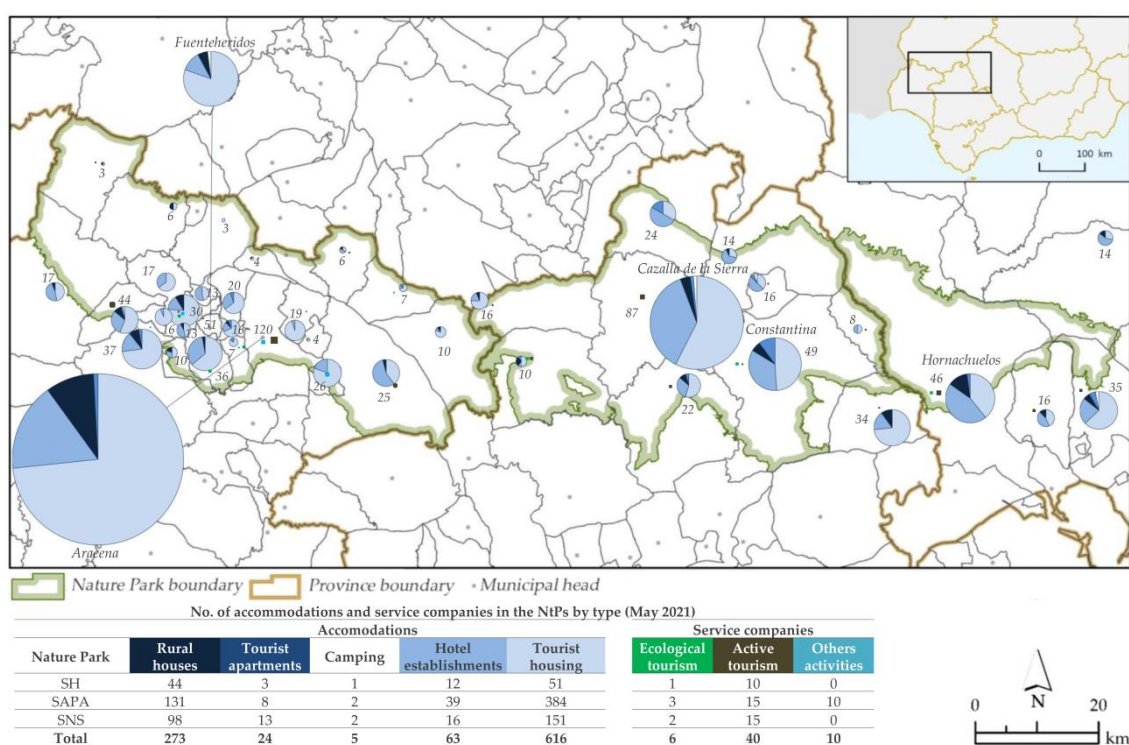 Fuenteheridos
0 100 km
3
6
3
24
14
14
4
6
Cazalla de la Sierra
17
17
20
7
16
16
44
13
30
19
8
87
16
13
51
16
120
4
Constantina
37
10
7
10
49
Hornachuelos
36
10
26
25
22
46
16
35
34
Aracena
Nature Park boundary Province boundary Municipal head
No. of accommodations and service companies in the NtPs by type (May 2021)
Accomodations Service companies
Nature Park Rural houses Tourist apartments Camping Hotel establishments Tourist housing Ecological tourism Active tourism Others activities
SH 44 3 1 12 51 1 10 0
SAPA 131 8 2 39 384 3 15 10
SNS 98 13 2 16 151 2 15 0
Total 273 24 5 63 616 6 40 10
N
0 20
km